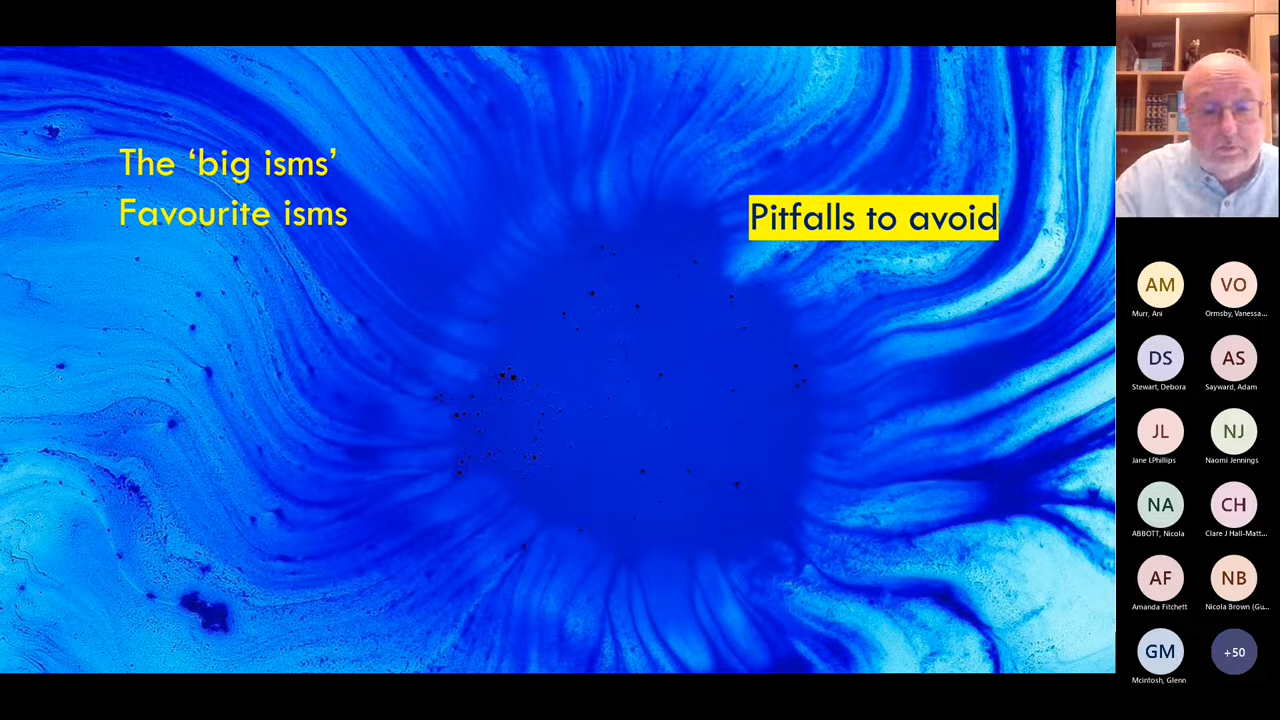 The ‘big isms’
Favourite isms
Pitfalls to avoid
AM
VO
Murr, Ani
Ormsby, Vanessa...
DS
AS
Stewart, Debora
Sayward, Adam
JL
NJ
Jane LPhillips
Naomi Jennings
NA
CH
ABBOTT, Nicola
Clare J Hall-Matt...
AF
NB
Amanda Fitchett
Nicola Brown (Gu...
GM
+50
Mcintosh, Glenn